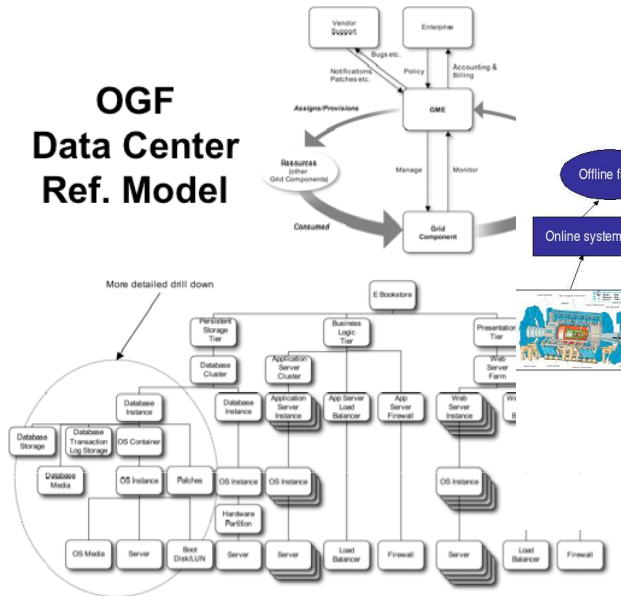 OGF
Data Center
Ref. Model
Vendor
Support
Enterprise
Bugs etc.
Notifications,
Patches etc.
Policy
Accounting &
Billing
Assigns/Provisions
GME
Resources
(other
Grid Components)
Manage
Monitor
Consumed
Grid
Component
Offline
Online system
More detailed drill down
E Bookstore
Persistent
Storage
Tier
Business
Logic
Tier
Presentation
Tier
Database
Cluster
Application
Server
Cluster
Web
Server
Farm
Database
Instance
Database
Instance
Application
Server
Instance
App Server
Load
Balancer
App
Server
Firewall
Web
Server
Instance
Database
Storage
Database
Transaction
Log Storage
OS Container
Database
Media
OS Instance
Patches
OS Instance
OS Instance
OS Instance
Hardware
Partition
OS Media
Server
Boot
Disk/LUN
Server
Server
Load
Balancer
Firewall
Server
Load
Balancer
Firewall